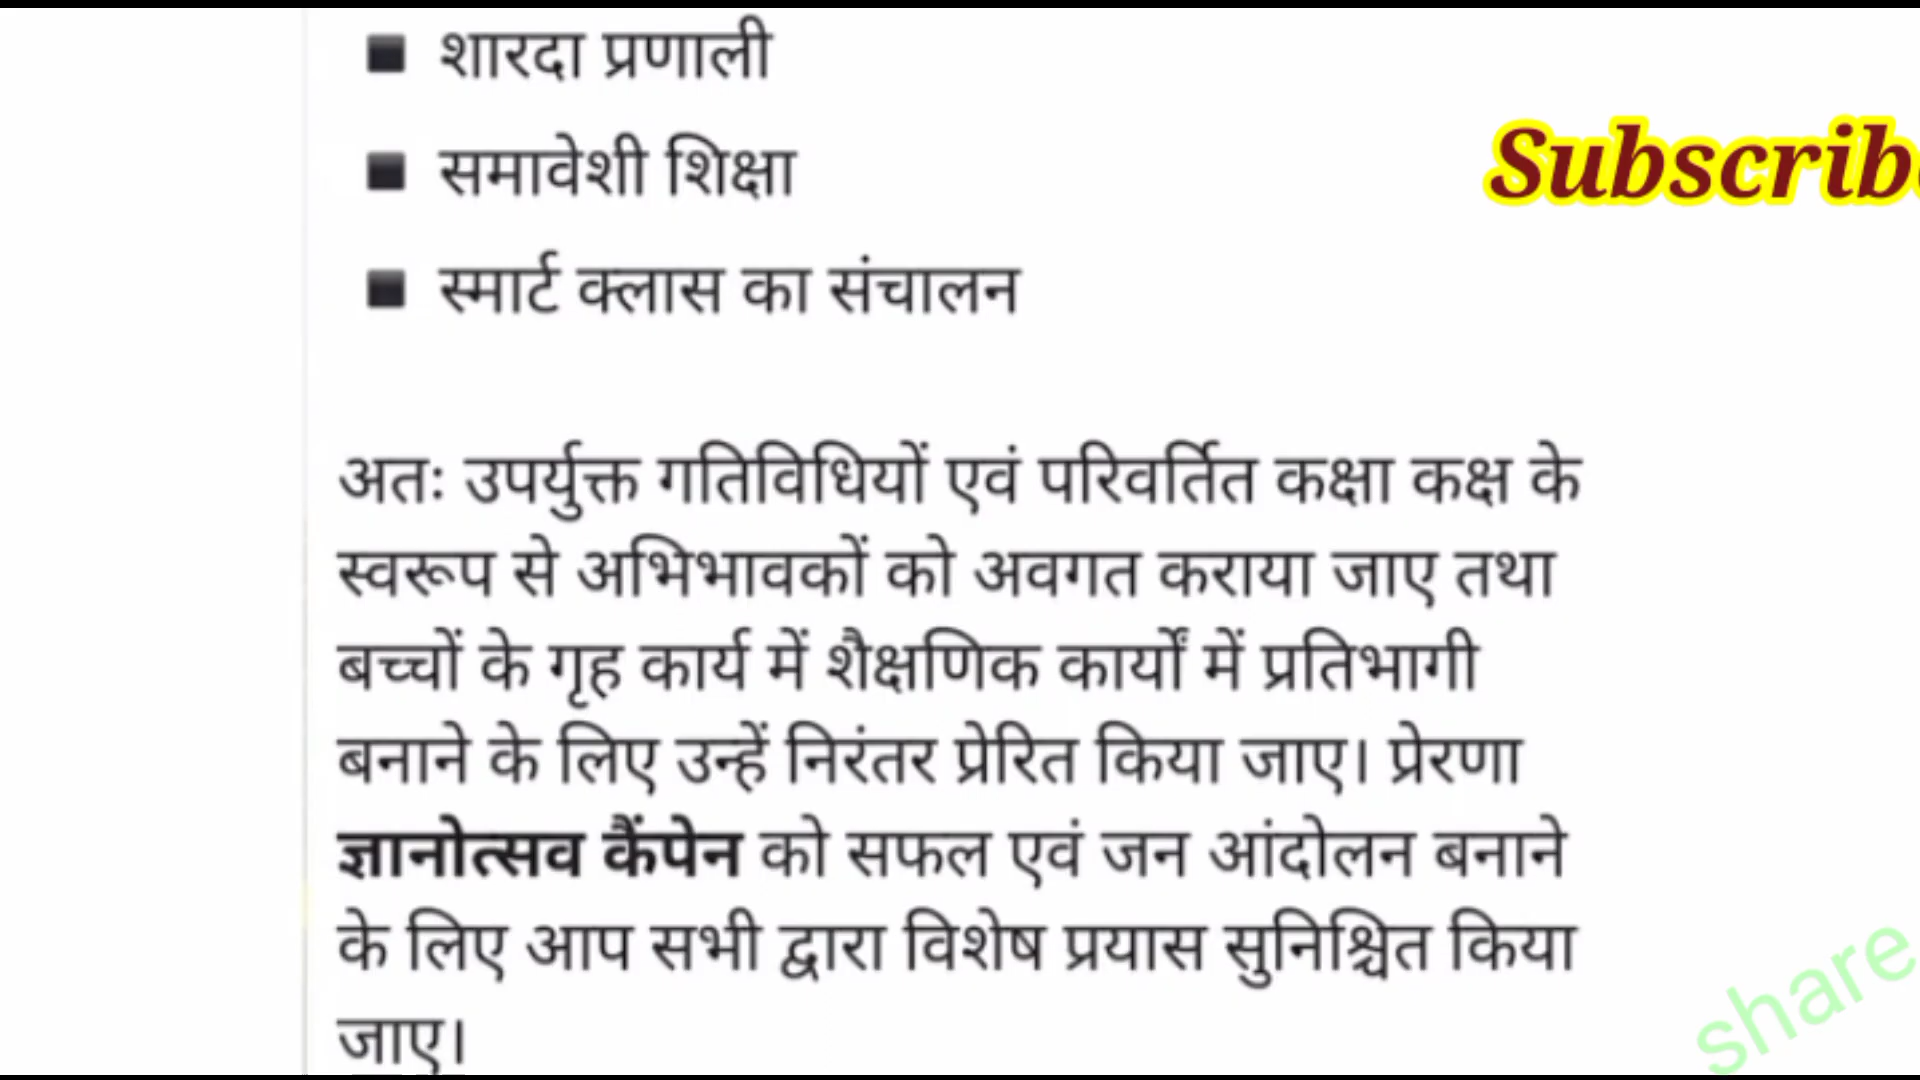 ▪ शारदा प्रणाली
▪ समावेशी शिक्षा
▪ स्मार्ट क्लास का संचालन
Subscrib
अतः उपर्युक्त गतिविधियों एवं परिवर्तित कक्षा कक्ष के
स्वरूप से अभिभावकों को अवगत कराया जाए तथा
बच्चों के गृह कार्य में शैक्षणिक कार्यों में प्रतिभागी
बनाने के लिए उन्हें निरंतर प्रेरित किया जाए। प्रेरणा
ज्ञानोत्सव कैंपेन को सफल एवं जन आंदोलन बनाने
के लिए आप सभी द्वारा विशेष प्रयास सुनिश्चित किया
जाए।
share